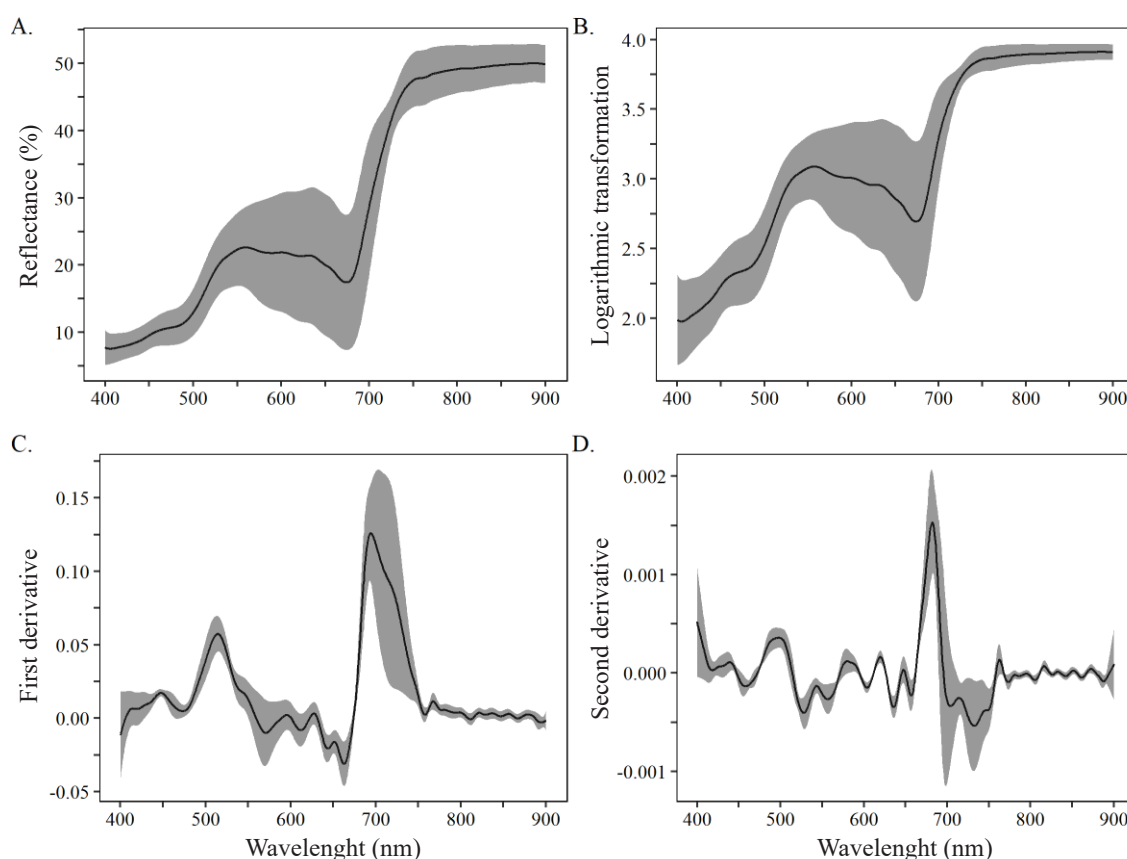 A.
B.
Reflectance (%)
50
50
30
20
10
400 500 600 700 800 900
Logarithmic transformation
4.0
3.5
3.0
2.5
2.0
400 500 600 700 800 900
C.
D.
First derivative
0.15
0.10
0.05
0.00
-0.05
400 500 600 700 800 900
Wavelenght (nm)
Second derivative
0.002
0.001
0.000
-0.001
400 500 600 700 800 900
Wavelenght (nm)